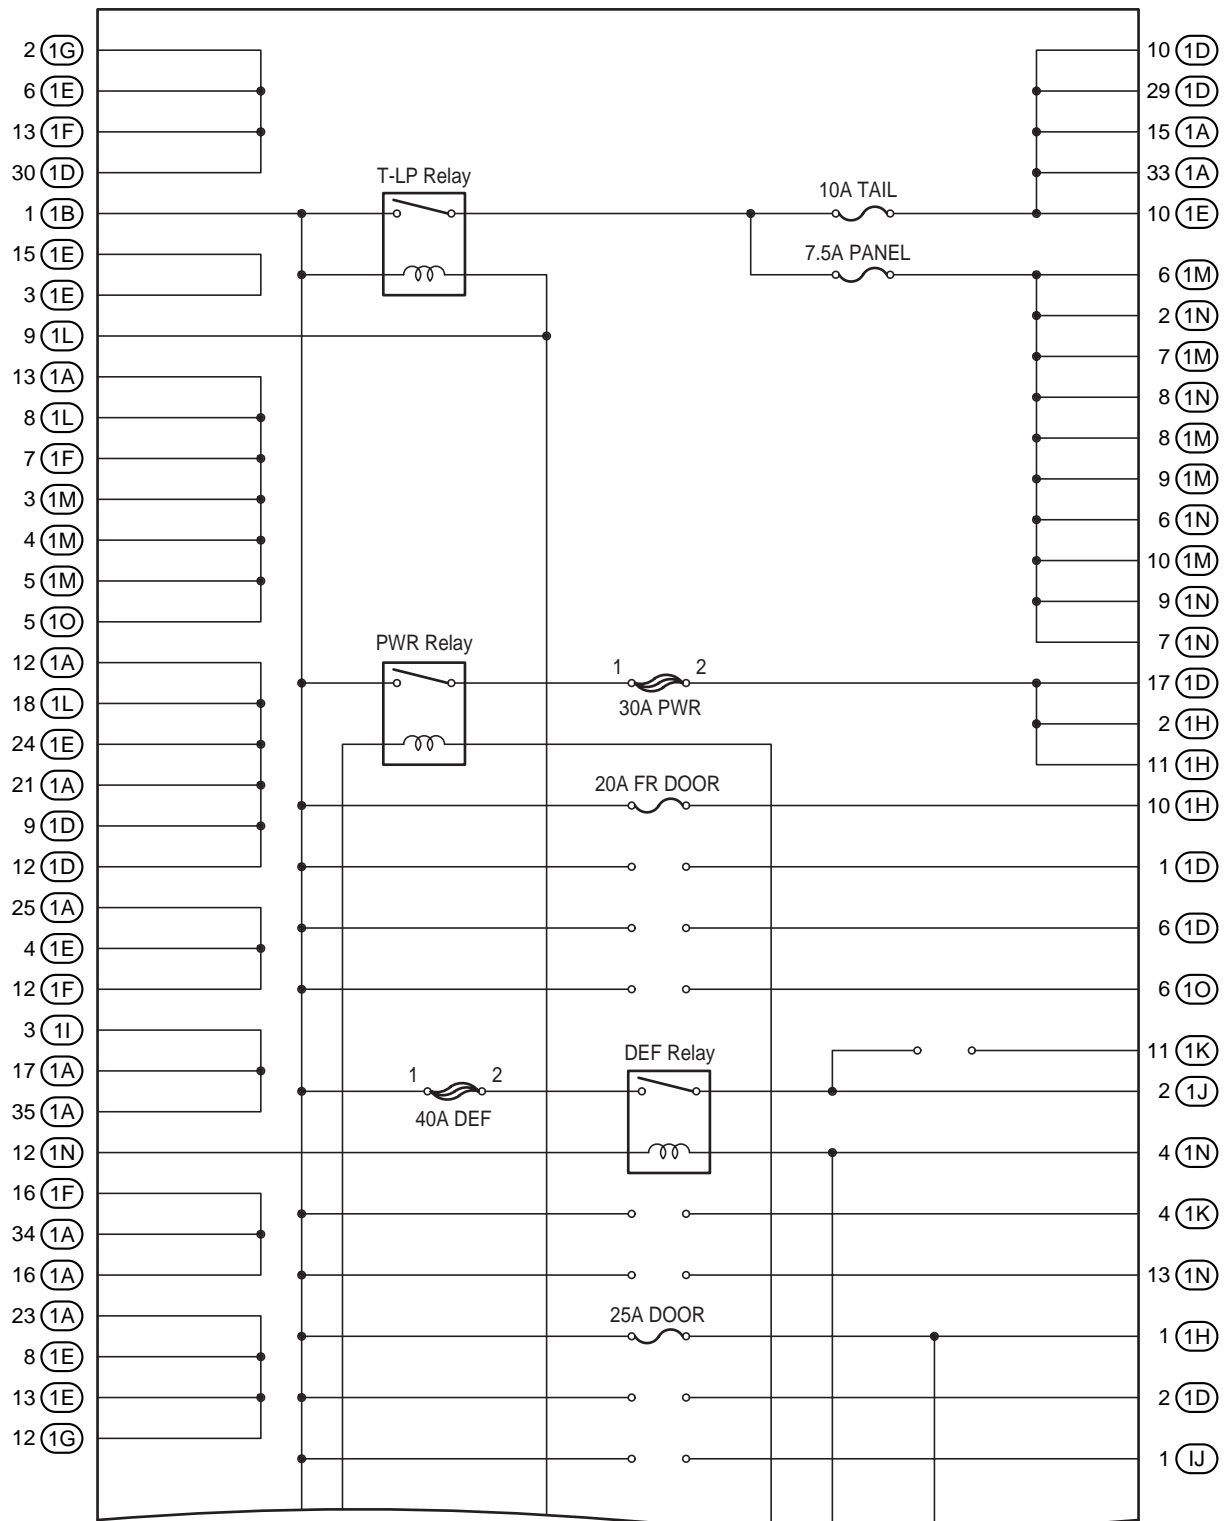 2 1G
6 1E
13 1F
30 1D
1 1B
15 1E
3 1E
9 1L
13 1A
8 1L
7 1F
3 1M
4 1M
5 1M
5 1O
12 1A
18 1L
24 1E
21 1A
9 1D
12 1D
25 1A
4 1E
12 1F
3 1I
17 1A
35 1A
12 1N
16 1F
34 1A
16 1A
23 1A
8 1E
13 1E
12 1G
T-LP Relay
10A TAIL
7.5A PANEL
PWR Relay
1 2
30A PWR
20A FR DOOR
DEF Relay
1 2
40A DEF
25A DOOR
10 1D
29 1D
15 1A
33 1A
10 1E
6 1M
2 1N
7 1M
8 1N
8 1M
9 1M
6 1N
10 1M
9 1N
7 1N
17 1D
2 1H
11 1H
10 1H
1 1D
6 1D
6 1O
11 1K
2 1J
4 1N
4 1K
13 1N
1 1H
2 1D
1 IJ